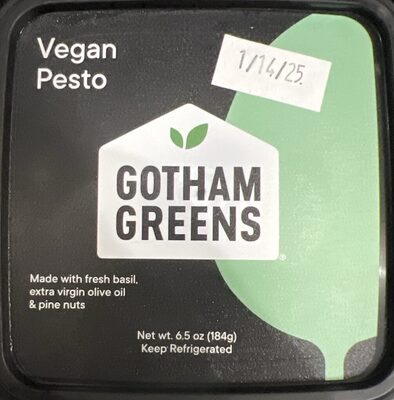 Vegan
Pesto
1/14/25.
GOTHAM
GREENS
®
Made with fresh basil,
extra virgin olive oil
& pine nuts
Net wt. 6.5 oz (184g)
Keep Refrigerated